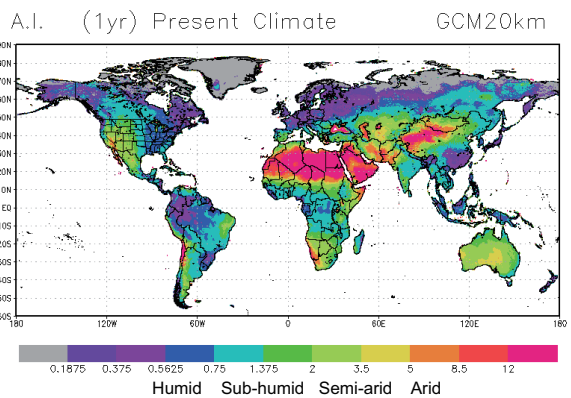 A.I. (1yr) Present Climate GCM20km
90N
80N
70N
60N
50N
40N
30N
20N
10N
EQ
10S
20S
30S
40S
50S
60S
180 120W 60W 0 60E 120E 180
0.1875 0.375 0.5625 0.75 1.375 2 3.5 5 8.5 12
Humid Sub-humid Semi-arid Arid